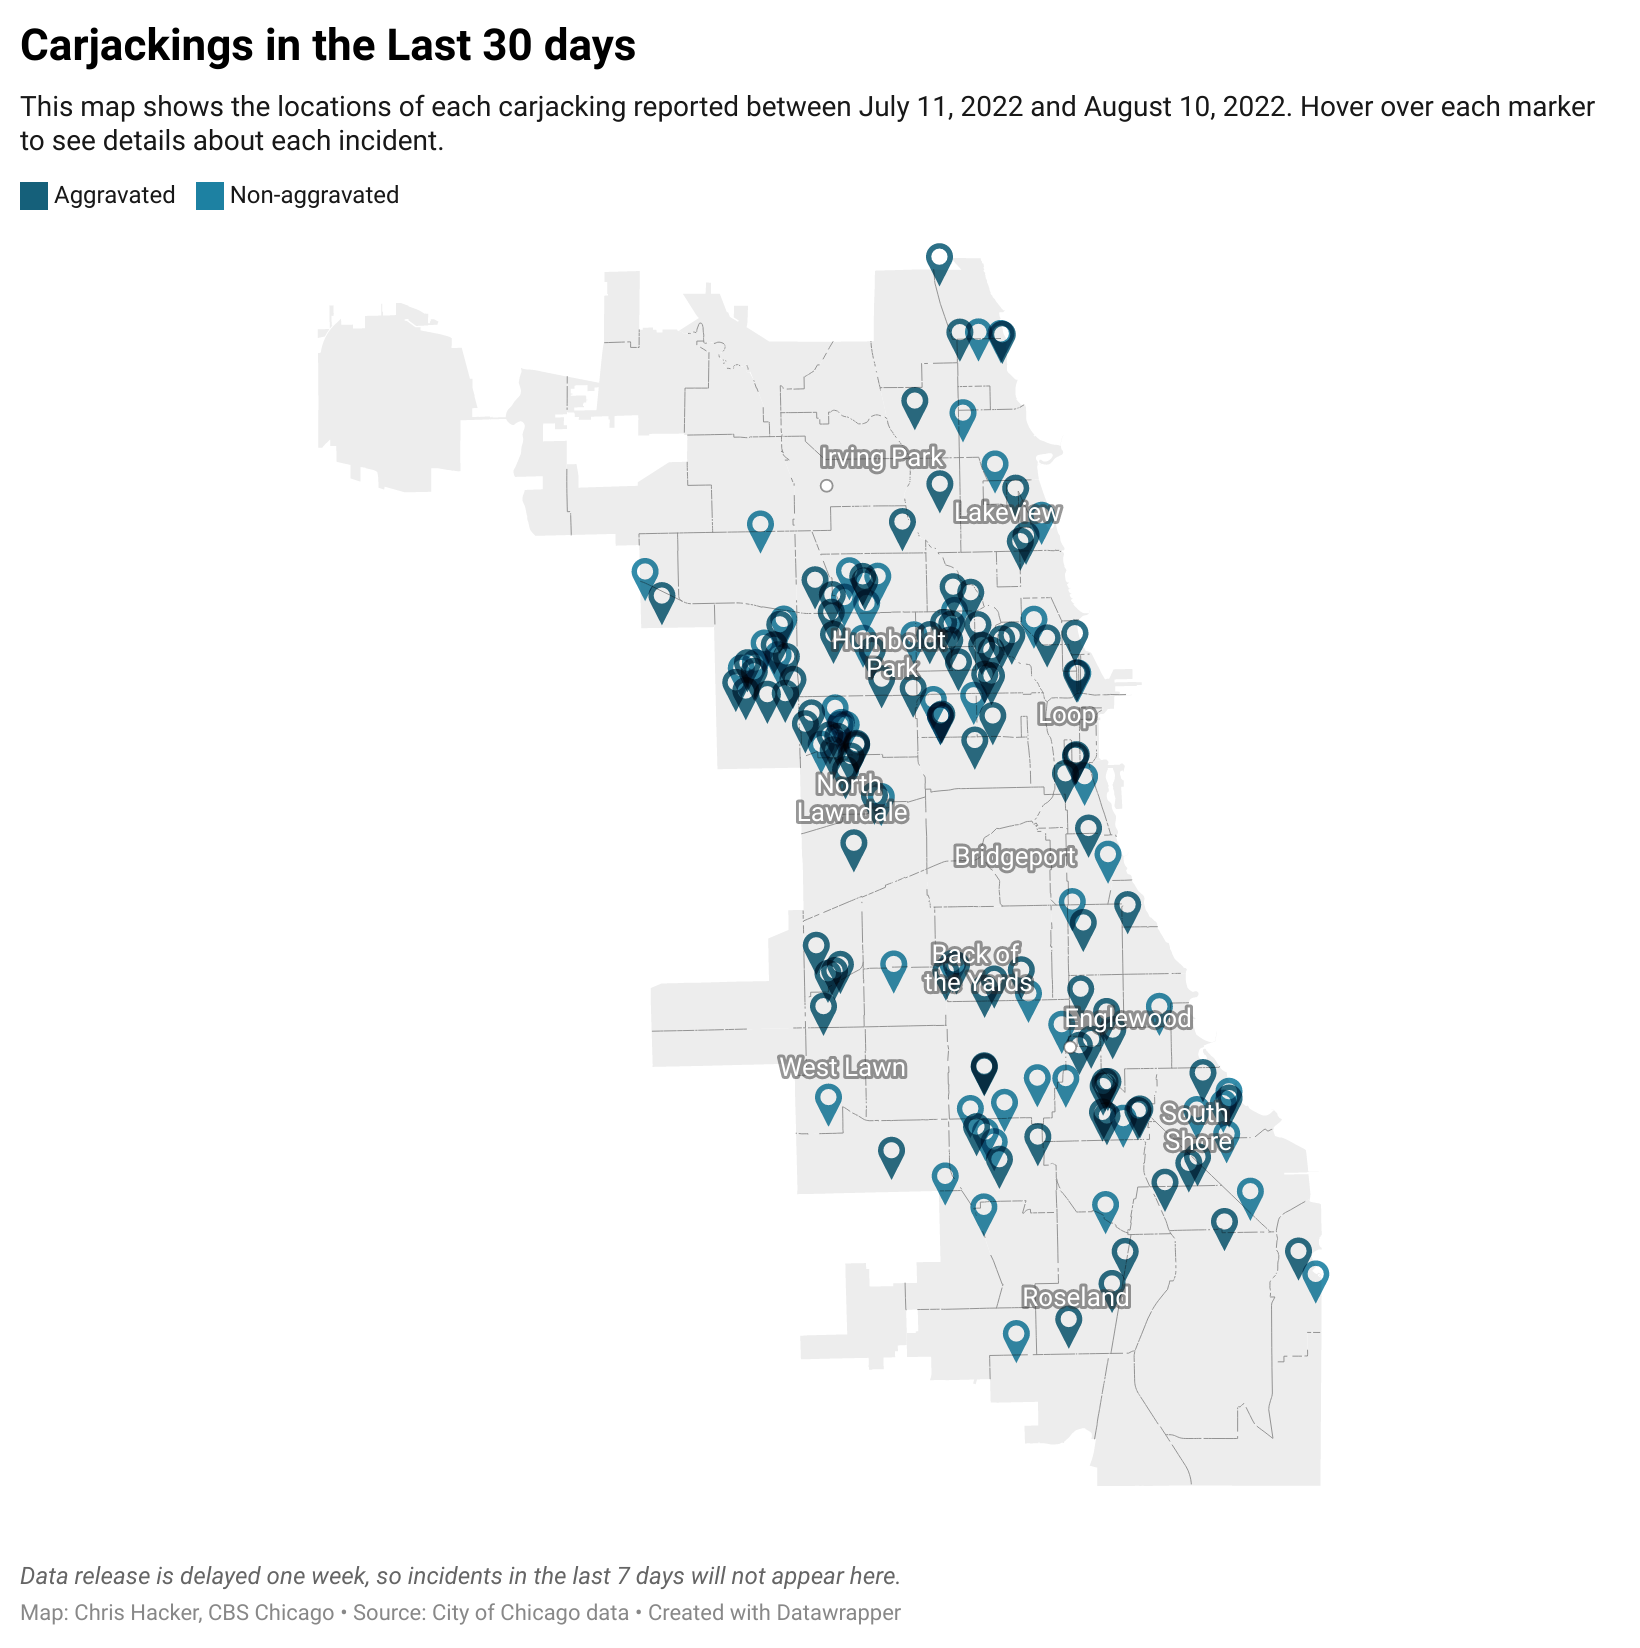 Carjackings in the Last 30 days
This map shows the locations of each carjacking reported between July 11, 2022 and August 10, 2022. Hover over each marker
to see details about each incident.
Aggravated Non-aggravated
Irving Park
Lakeview
Humboldt
Park
Loop
North
Lawndale
Bridgeport
Back of
the Yards
Englewood
West Lawn
South
Shore
Roseland
Data release is delayed one week, so incidents in the last 7 days will not appear here.
Map: Chris Hacker, CBS Chicago • Source: City of Chicago data • Created with Datawrapper